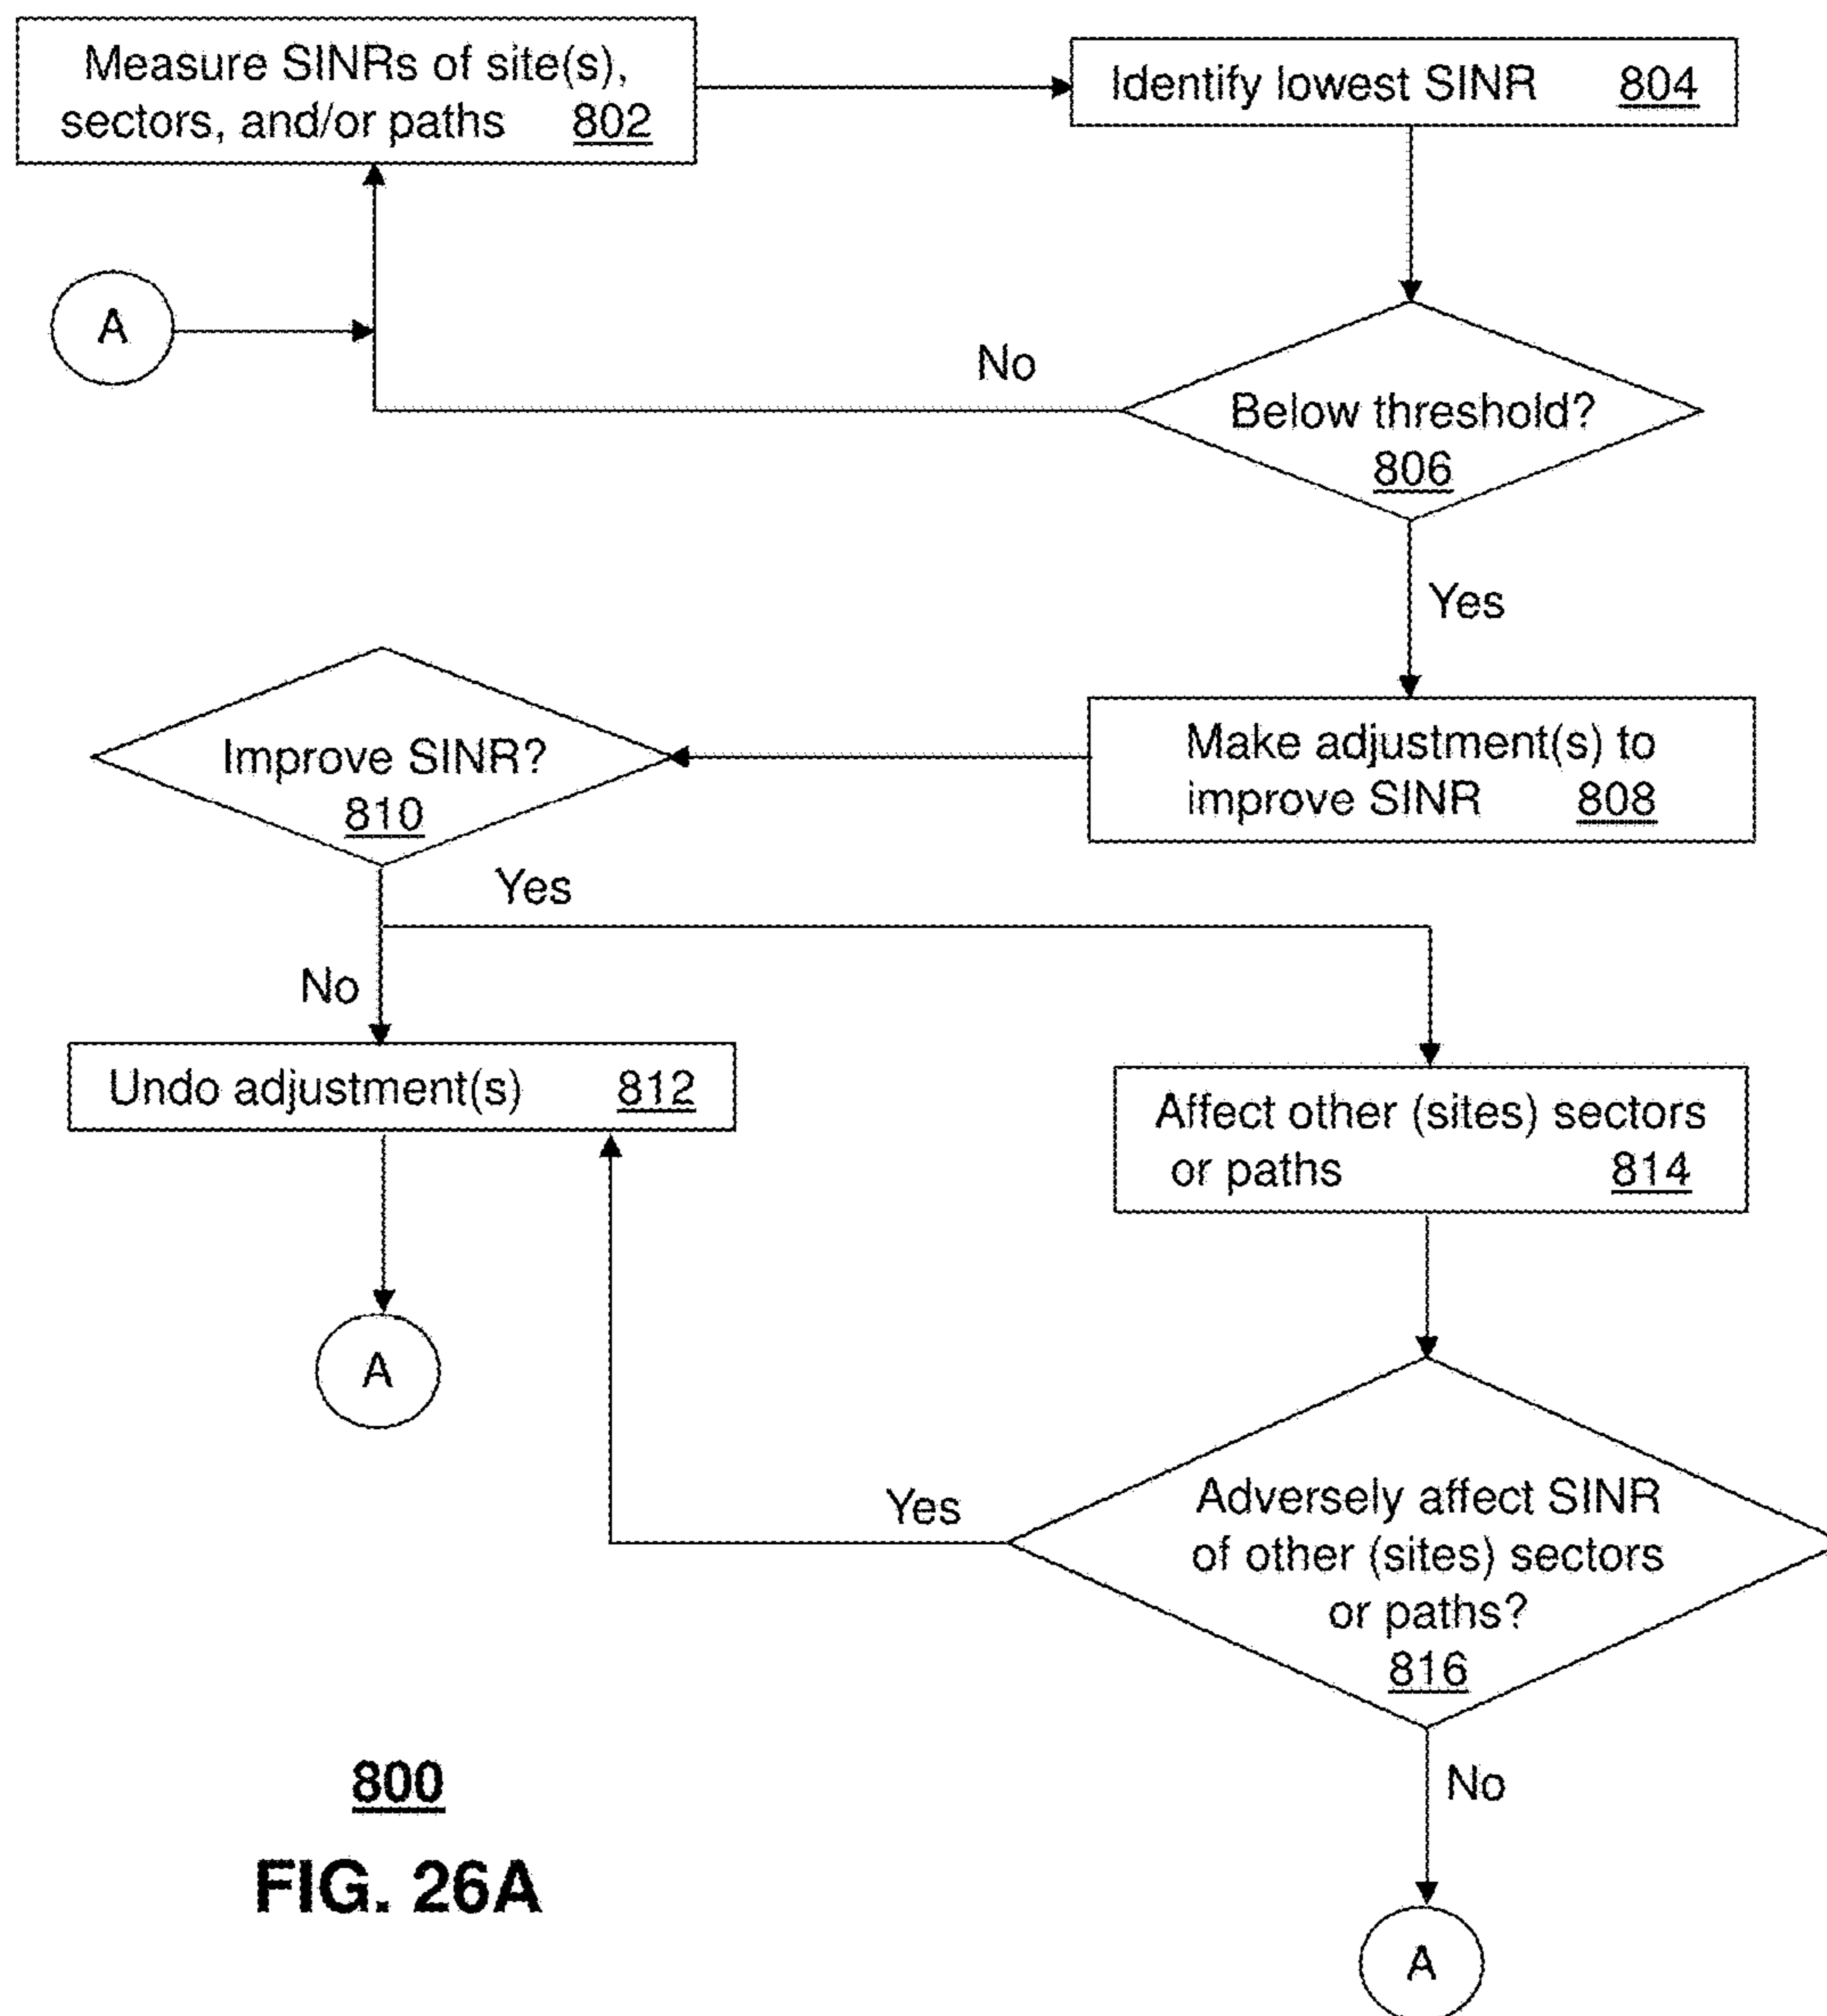 Measure SINRs of site(s),
sectors, and/or paths 802
Identify lowest SINR 804
A
No
Below threshold?
806
Yes
Improve SINR?
810
Make adjustment(s) to
improve SINR 808
Yes
No
Undo adjustment(s) 812
Affect other (sites) sectors
or paths 814
A
Yes
Adversely affect SINR
of other (sites) sectors
or paths?
816
No
800
FIG. 26A
A